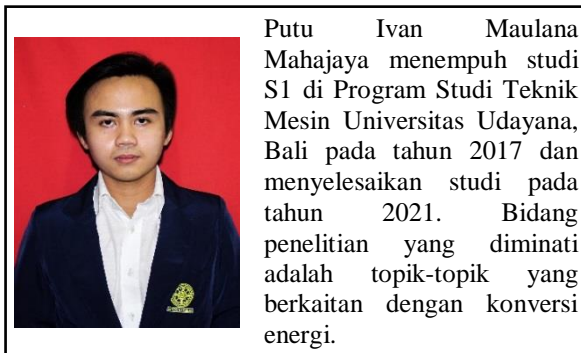 Putu Ivan Maulana
Mahajaya menempuh studi
S1 di Program Studi Teknik
Mesin Universitas Udayana,
Bali pada tahun 2017 dan
menyelesaikan studi pada
tahun 2021. Bidang
penelitian yang diminati
adalah topik-topik yang
berkaitan dengan konversi
energi.